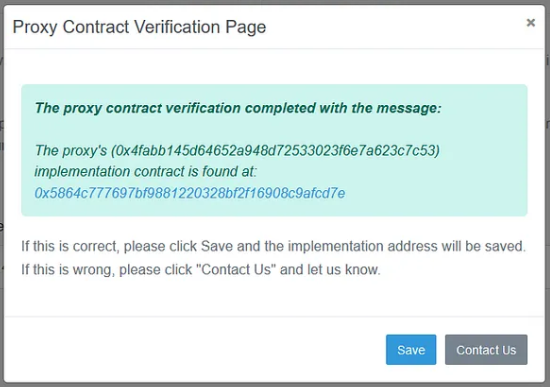 Proxy Contract Verification Page
×
The proxy contract verification completed with the message:
The proxy's (0x4fabb145d64652a948d72533023f6e7a623c7c53)
implementation contract is found at:
0x5864c777697bf9881220328bf2f16908c9afcd7e
If this is correct, please click Save and the implementation address will be saved.
If this is wrong, please click "Contact Us" and let us know.
Save
Contact Us